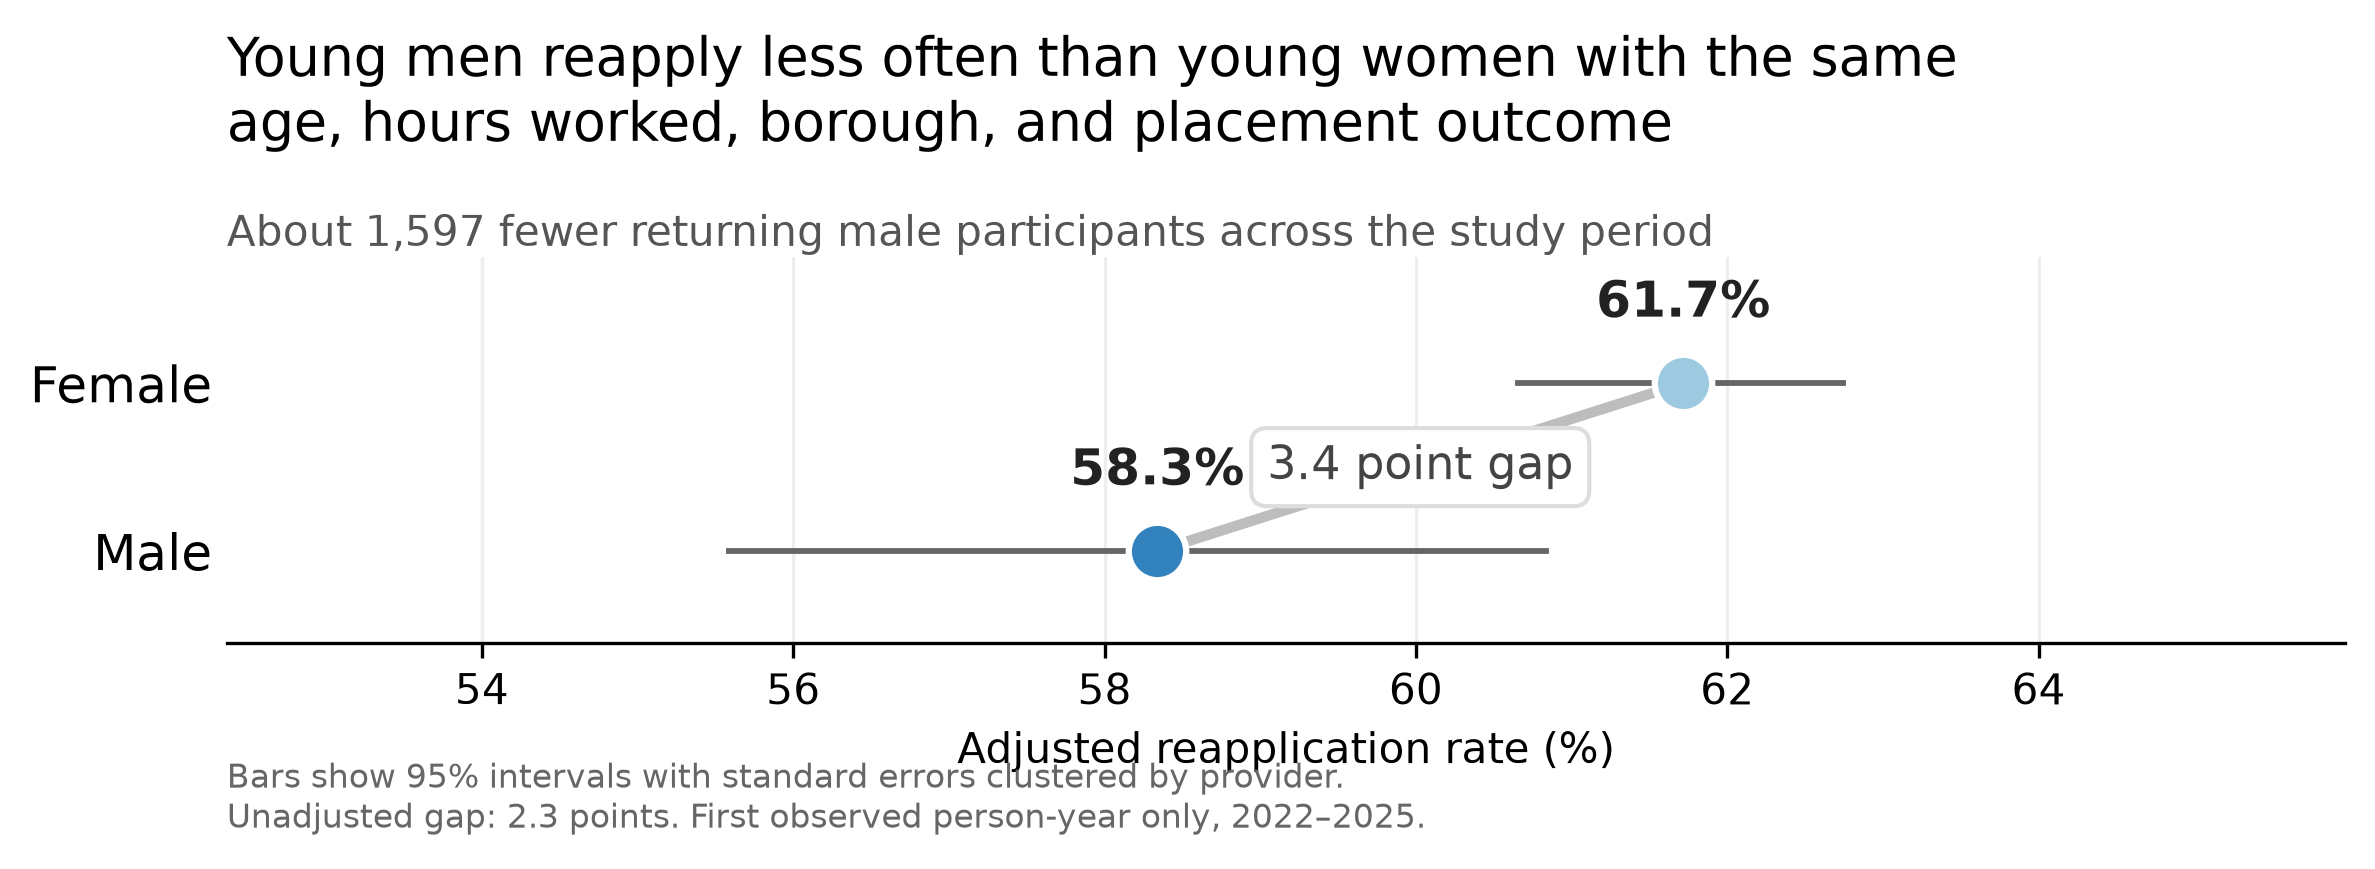 Young men reapply less often than young women with the same
age, hours worked, borough, and placement outcome
About 1,597 fewer returning male participants across the study period
61.7%
Female
58.3%
3.4 point gap
Male
54 56 58 60 62 64
Adjusted reapplication rate (%)
Bars show 95% intervals with standard errors clustered by provider.
Unadjusted gap: 2.3 points. First observed person-year only, 2022–2025.